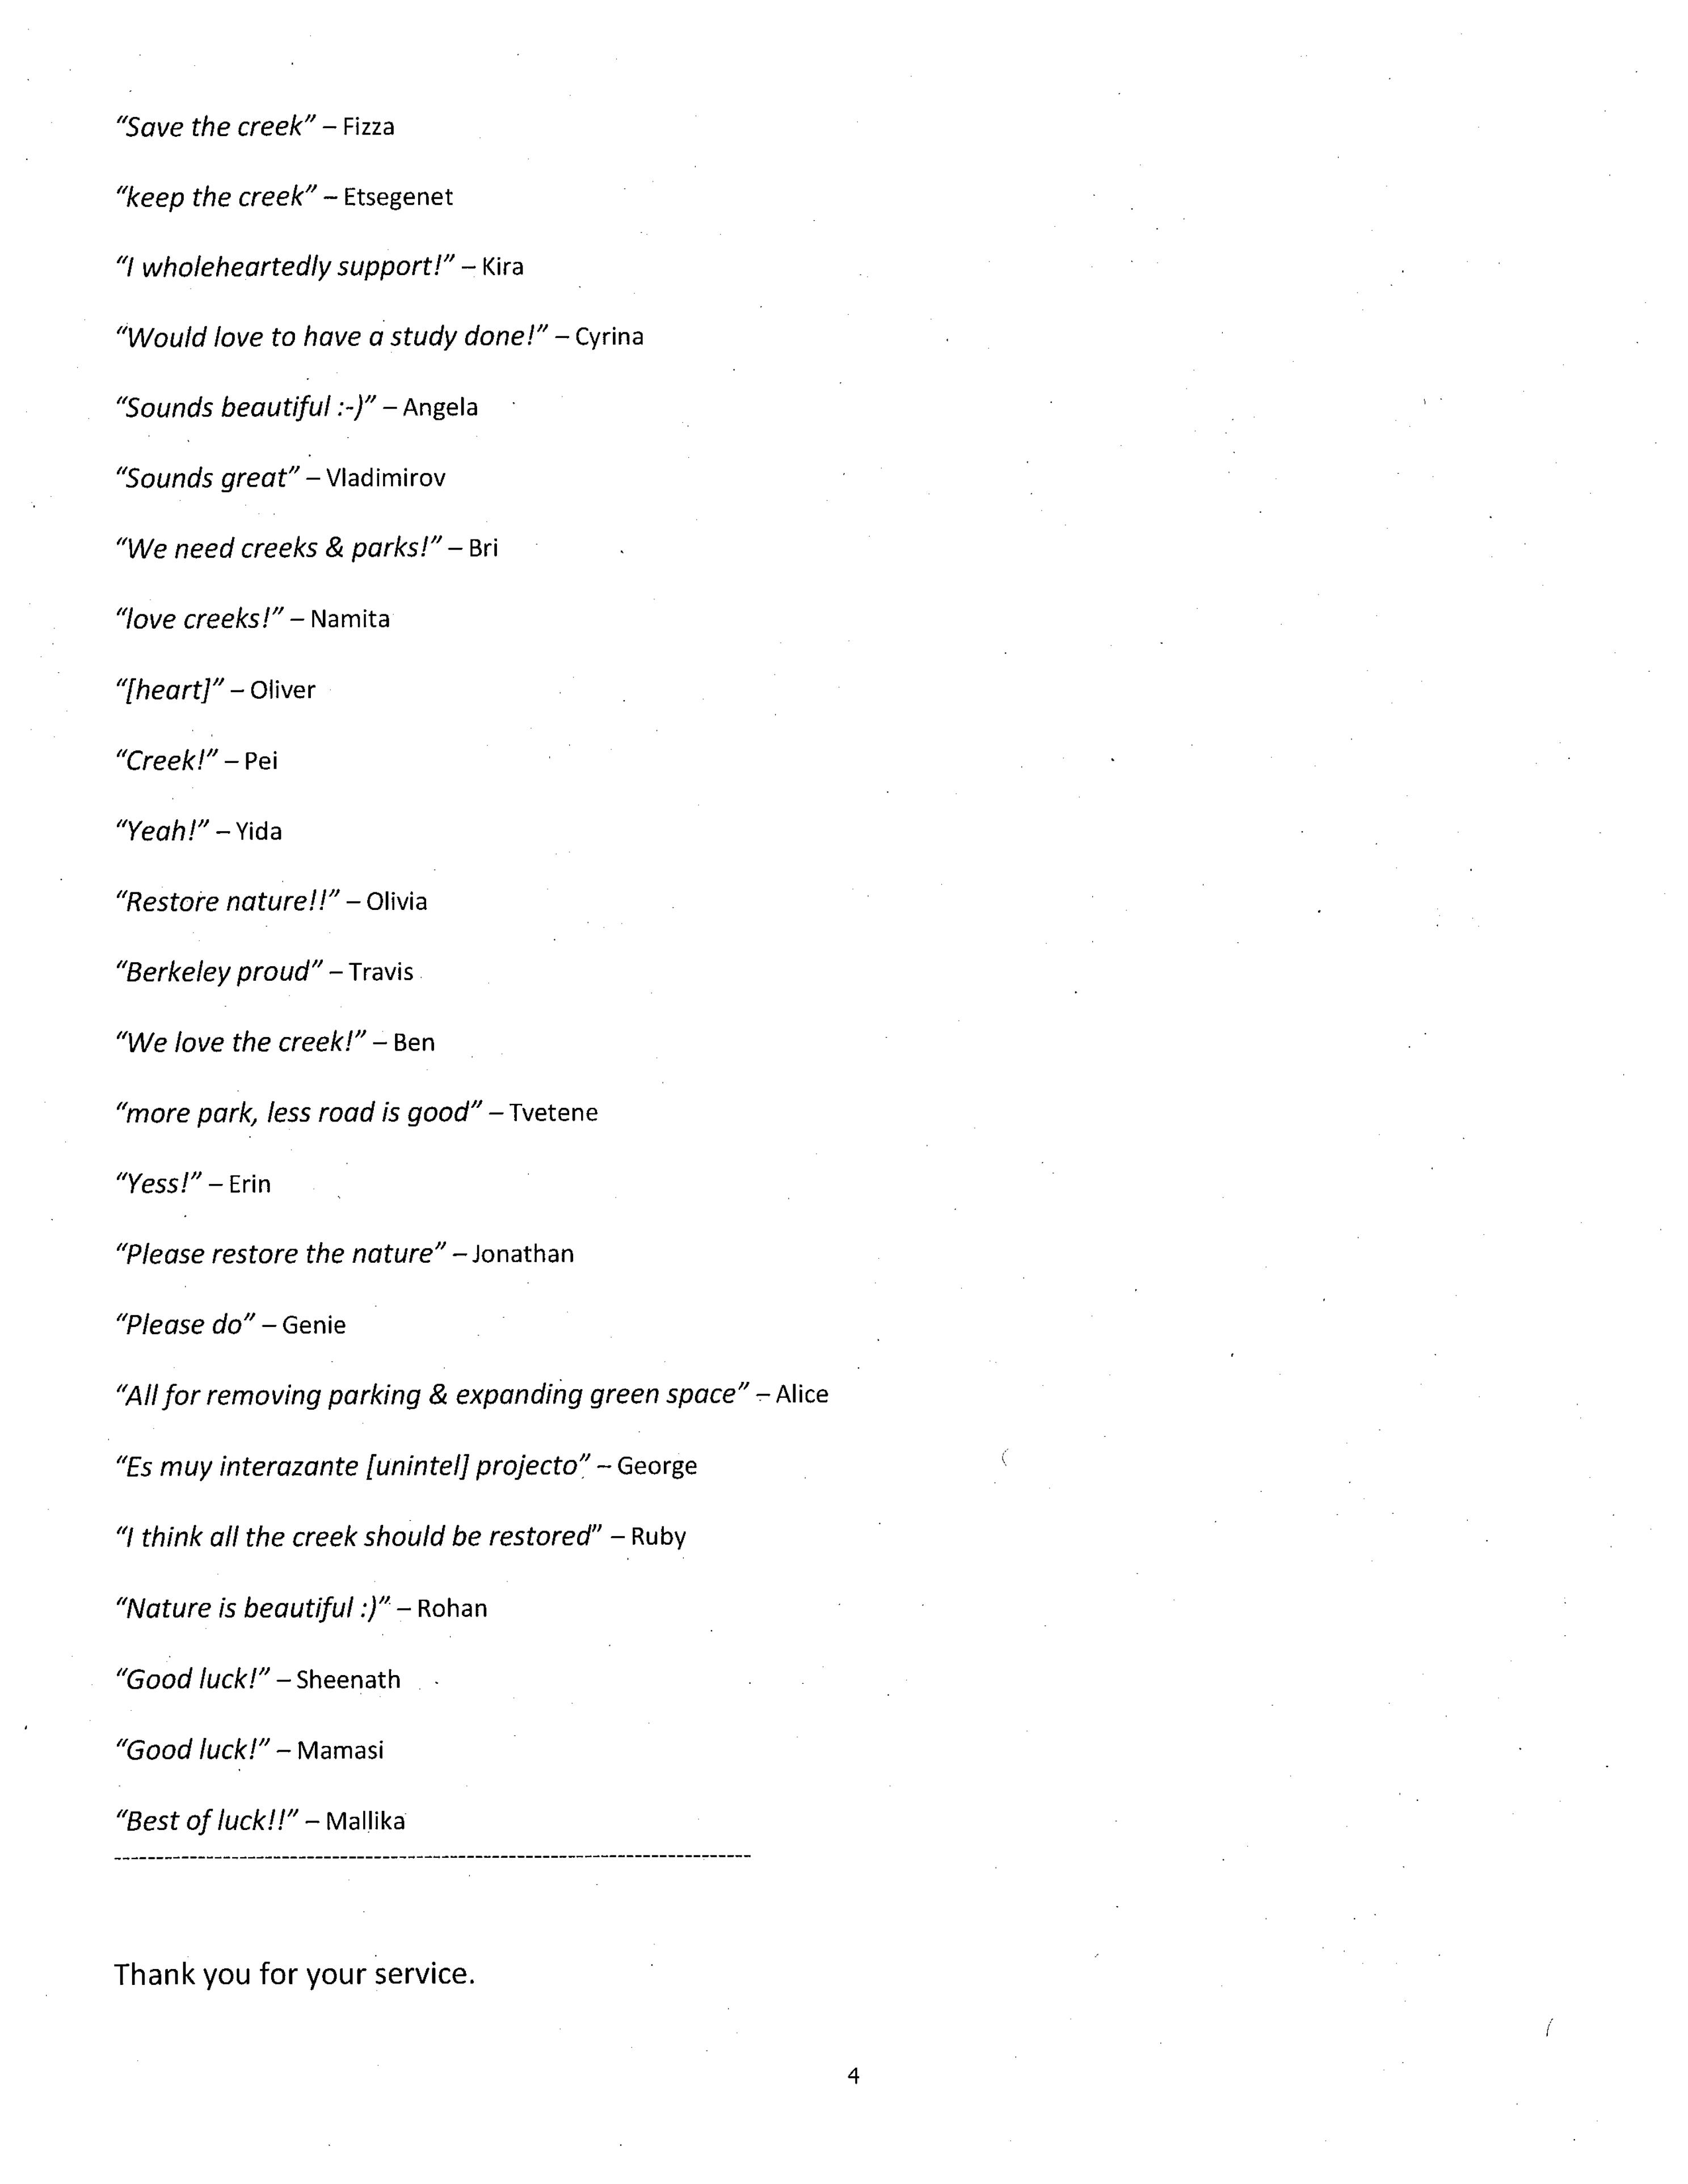 “Save the creek” – Fizza
“keep the creek” – Etsegenet
“I wholeheartedly support!” – Kira
“Would love to have a study done!” – Cyrina
“Sounds beautiful :-)” – Angela
“Sounds great” – Vladimirov
“We need creeks & parks!” – Bri
“love creeks!” – Namita
“[heart]” – Oliver
“Creek!” – Pei
“Yeah!” – Yida
“Restore nature!!” – Olivia
“Berkeley proud” – Travis
“We love the creek!” – Ben
“more park, less road is good” – Tvetene
“Yess!” – Erin
“Please restore the nature” – Jonathan
“Please do” – Genie
“All for removing parking & expanding green space” – Alice
“Es muy interazante [unintel] projecto” – George
“I think all the creek should be restored” – Ruby
“Nature is beautiful :)” – Rohan
“Good luck!” – Sheenath
“Good luck!” – Mamasi
“Best of luck!!” – Mallika
-----------------------------------------------------------------------------
Thank you for your service.
4